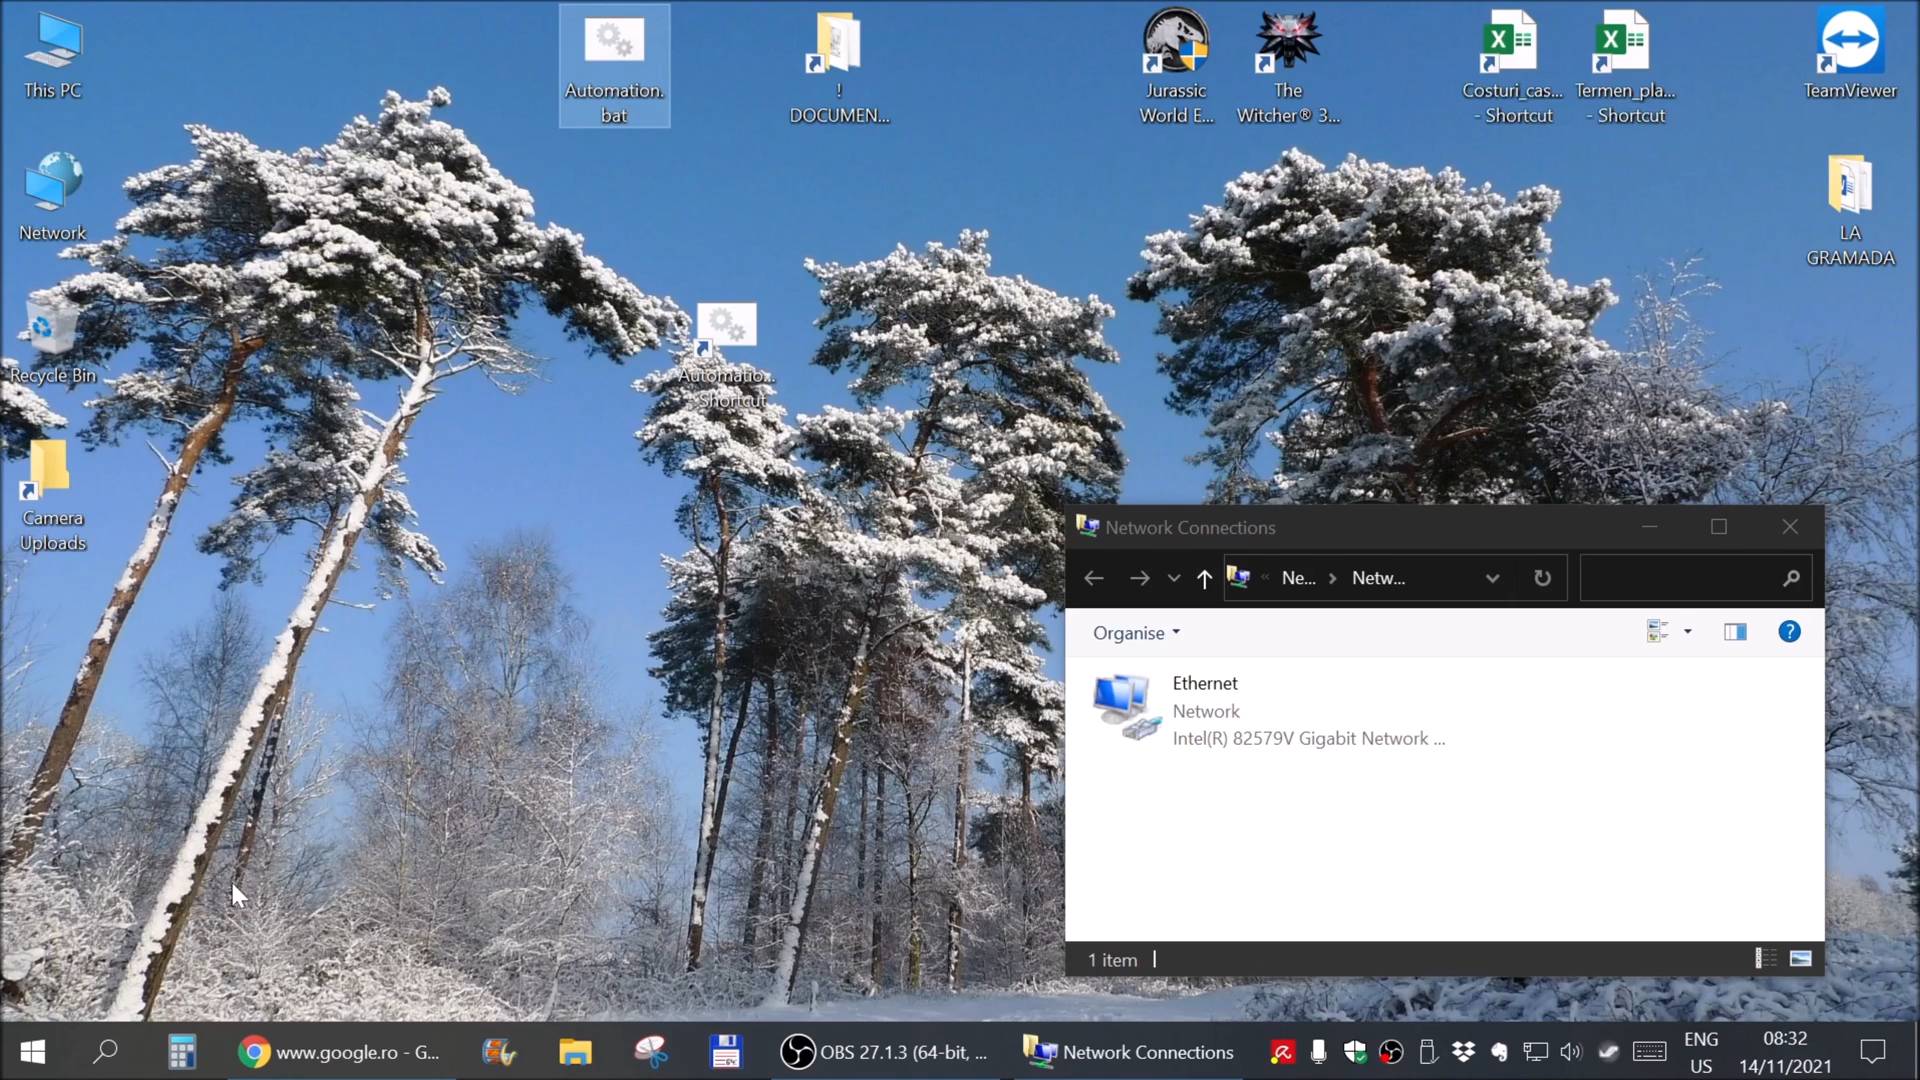 This PC
Automation.
bat
!
DOCUMEN...
Jurassic
World E...
The
Witcher® 3...
Costuri_cas...
- Shortcut
Termen_pla...
- Shortcut
TeamViewer
Network
LA
GRAMADA
Recycle Bin
Automatio...
Shortcut
Camera
Uploads
Network Connections
« Ne... > Netw...
Organise
Ethernet
Network
Intel(R) 82579V Gigabit Network ...
1 item
www.google.ro - G...
64
OBS 27.1.3 (64-bit, ...
Network Connections
ENG
US
08:32
14/11/2021